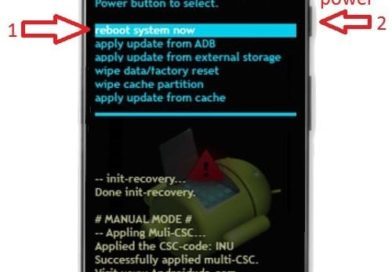 power
Power button to select.
1
reboot system now
2
apply update from ADB
apply update from external storage
wipe data/factory reset
wipe cache partition
apply update from cache
-- init-recovery...
Done init-recovery.
# MANUAL MODE #
-- Appling Muli-CSC...
Applied the CSC-code: INU
Successfully applied multi-CSC.